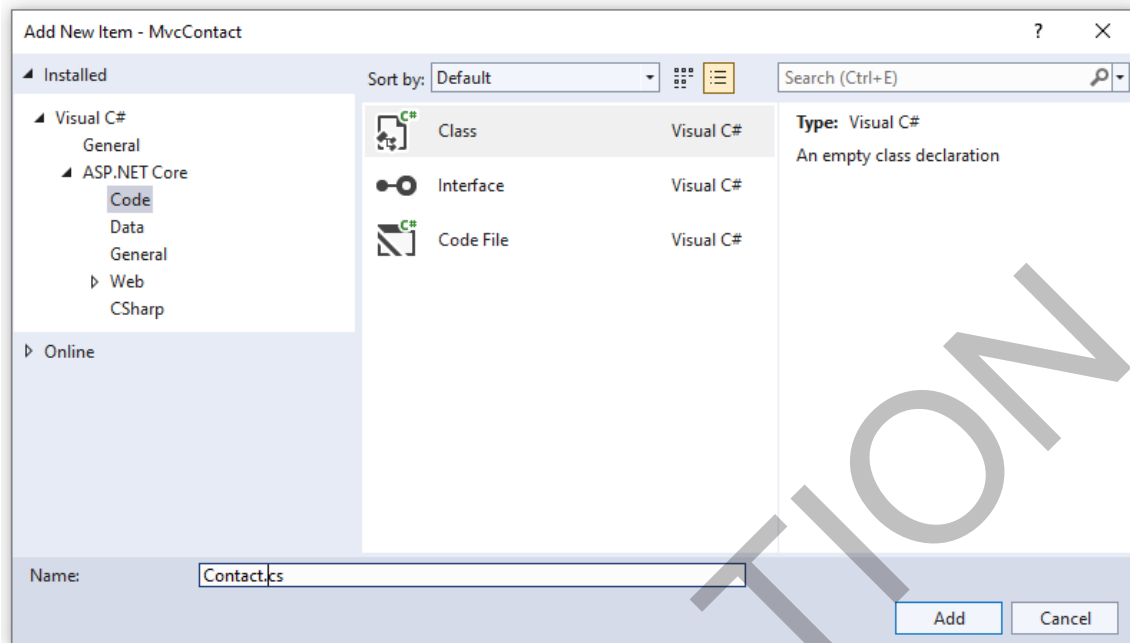 Add New Item - MvcContact
?
Installed
Sort by: Default
Search (Ctrl+E)
Visual C#
General
ASP.NET Core
Code
Data
General
Web
CSharp
Online
C# Class Visual C#
Interface Visual C#
C# Code File Visual C#
Type: Visual C#
An empty class declaration
TION
Name: Contact.cs
Add Cancel